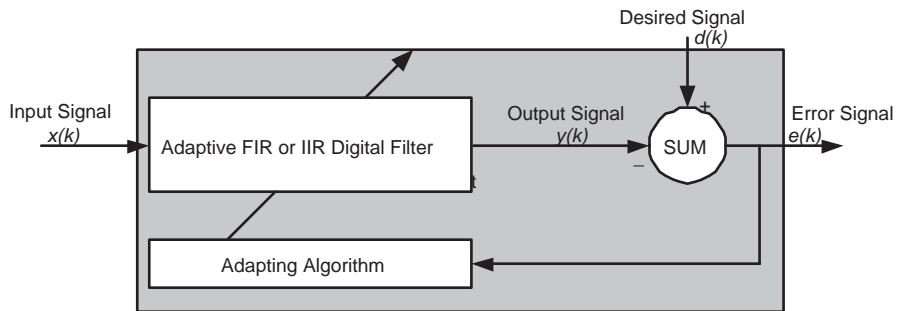 Desired Signal
d(k)
Input Signal
x(k)
Adaptive FIR or IIR Digital Filter
Output Signal
y(k)
+
−
SUM
Error Signal
e(k)
t
Adapting Algorithm